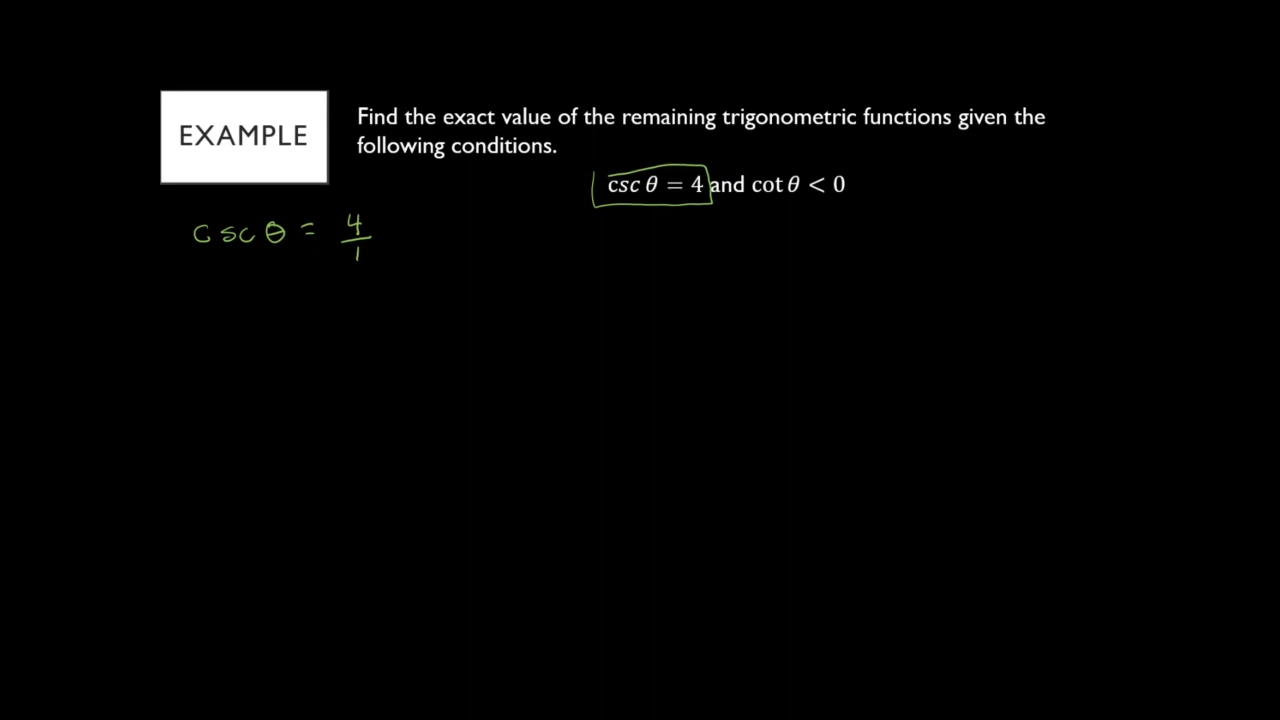 EXAMPLE
Find the exact value of the remaining trigonometric functions given the
following conditions.
csc θ = 4 and cot θ < 0
csc θ = 4/1